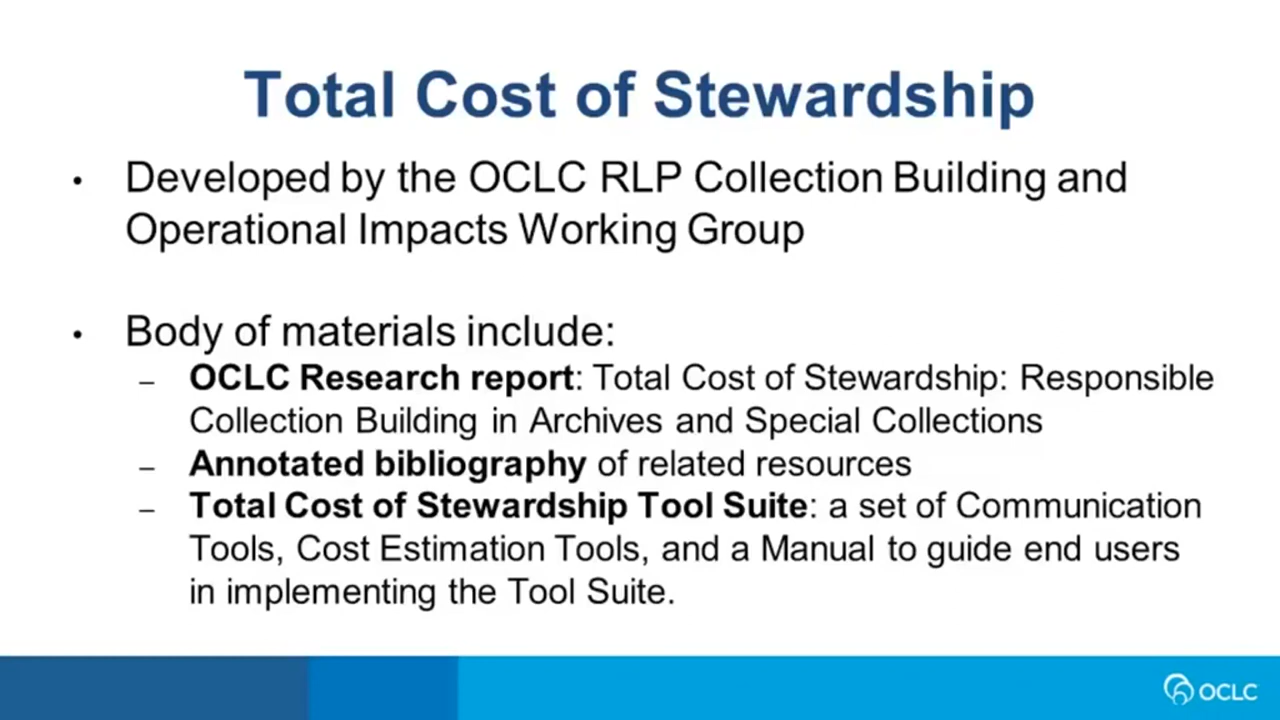 Total Cost of Stewardship
• Developed by the OCLC RLP Collection Building and
Operational Impacts Working Group
• Body of materials include:
– OCLC Research report: Total Cost of Stewardship: Responsible
Collection Building in Archives and Special Collections
– Annotated bibliography of related resources
– Total Cost of Stewardship Tool Suite: a set of Communication
Tools, Cost Estimation Tools, and a Manual to guide end users
in implementing the Tool Suite.
OCLC